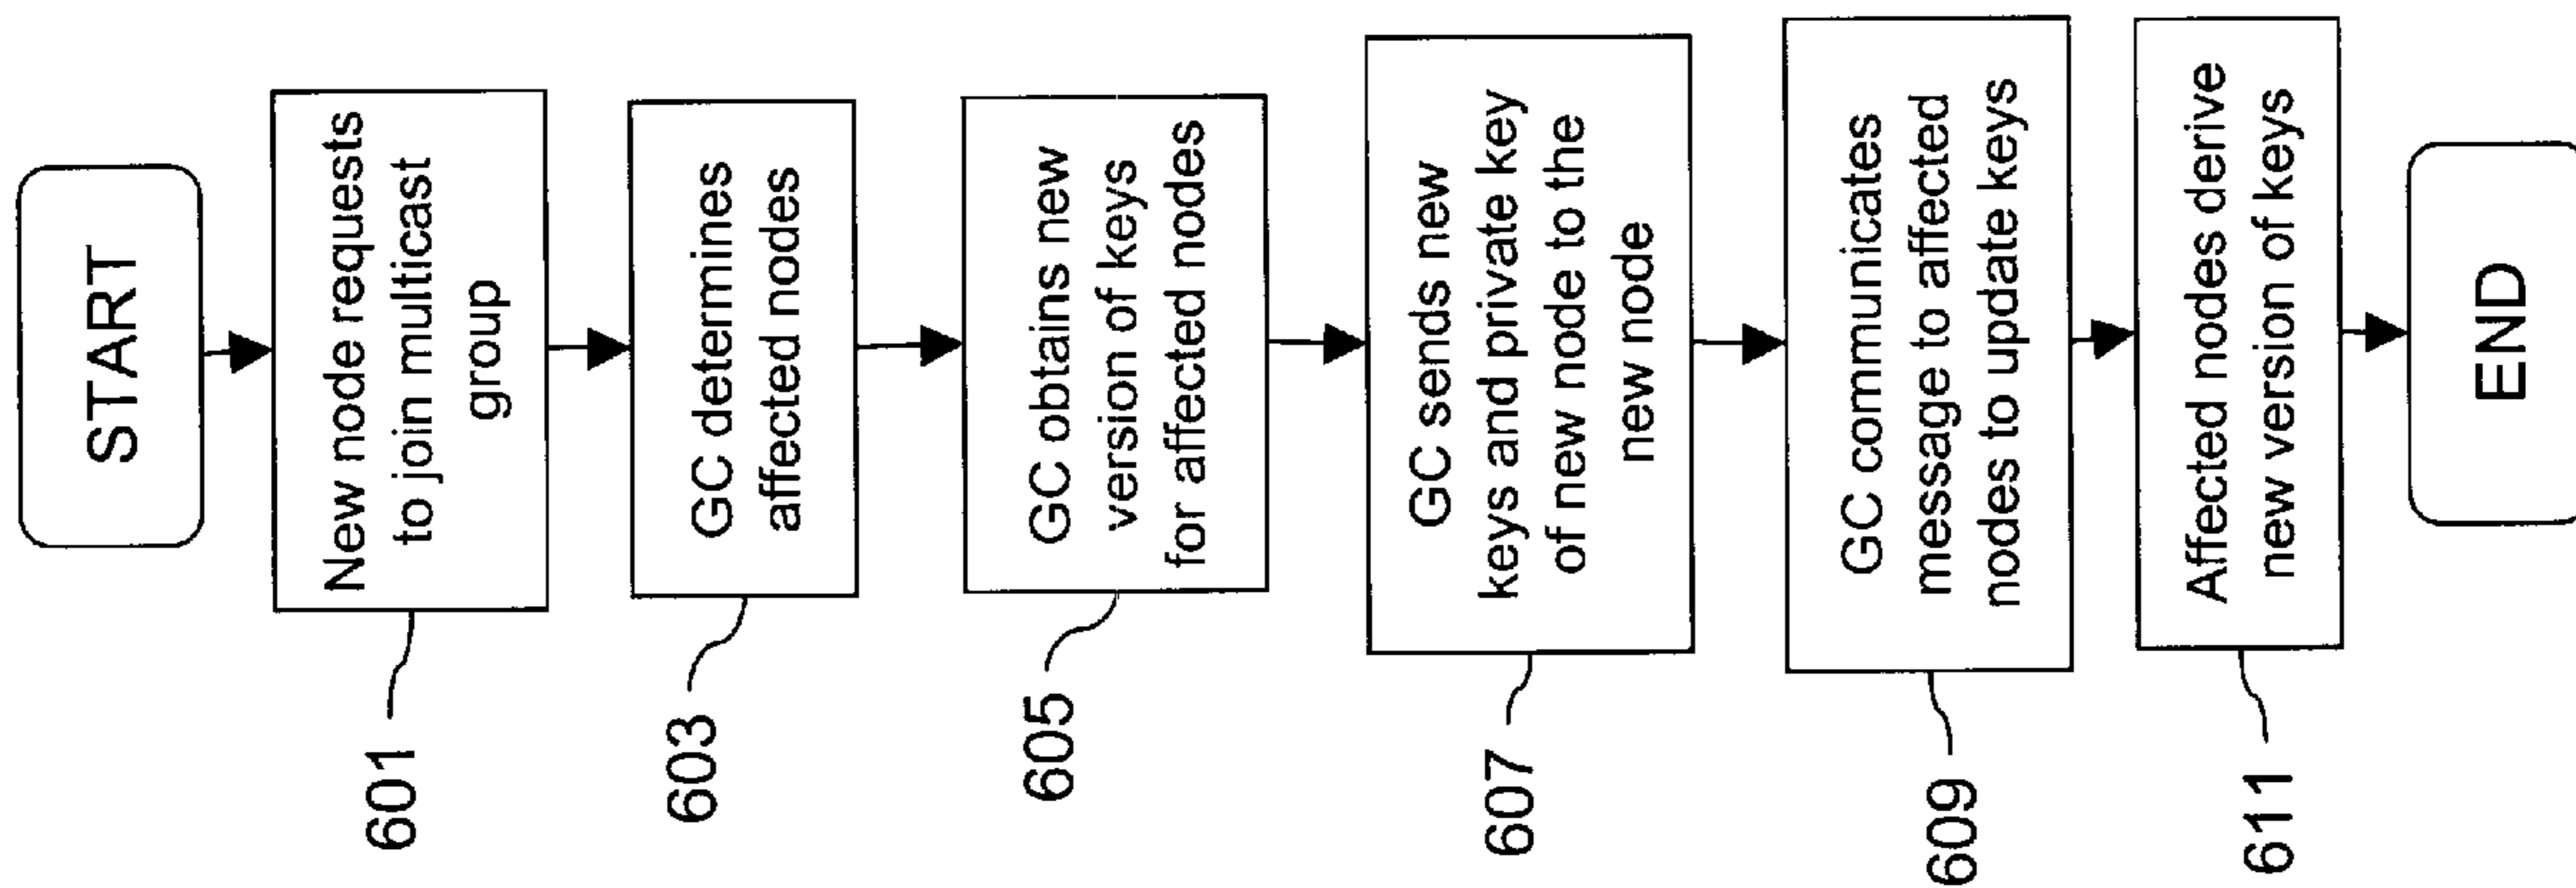 START
New node requests
to join multicast
group
601
GC determines
affected nodes
603
GC obtains new
version of keys
for affected nodes
605
GC sends new
keys and private key
of new node to the
new node
607
GC communicates
message to affected
nodes to update keys
609
Affected nodes derive
new version of keys
611
END